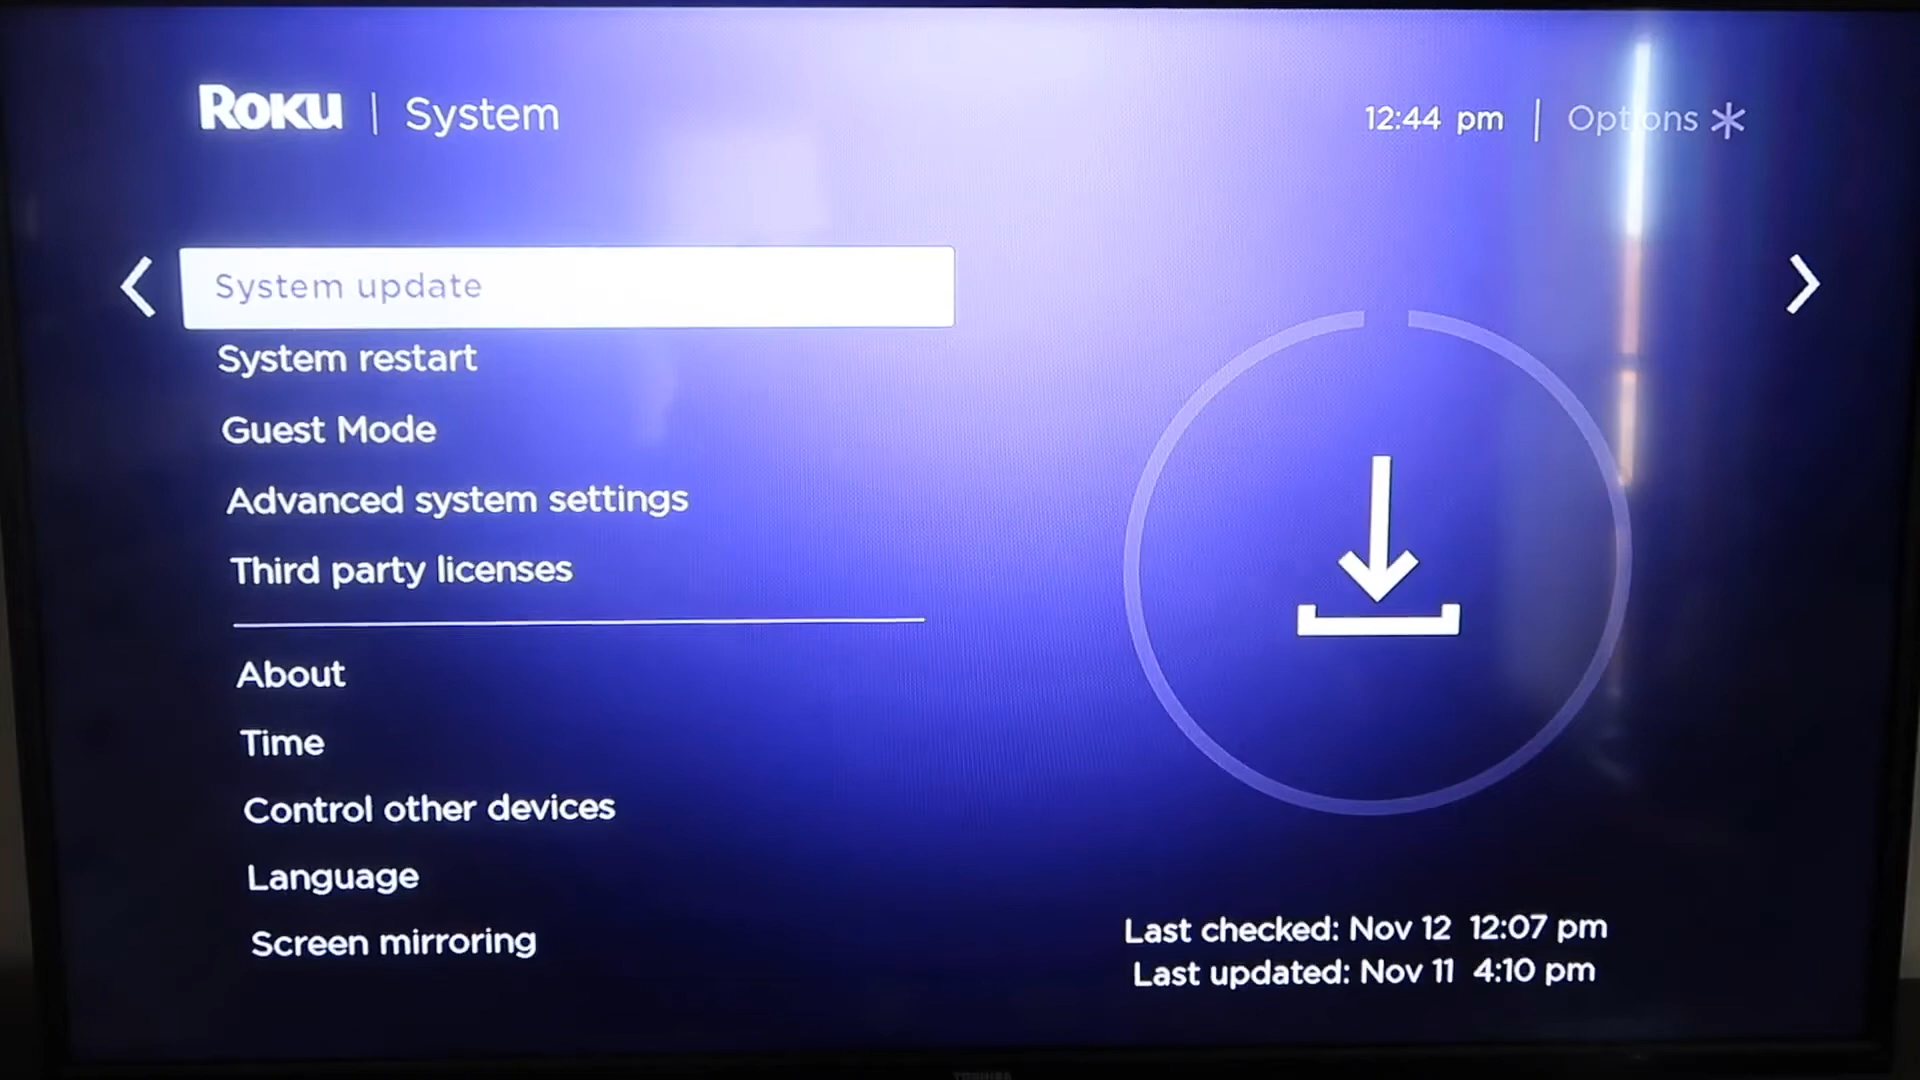 Roku | System
12:44 pm | Options
System update
System restart
Guest Mode
Advanced system settings
Third party licenses
About
Time
Control other devices
Language
Screen mirroring
Last checked: Nov 12 12:07 pm
Last updated: Nov 11 4:10 pm
TOSHIBA